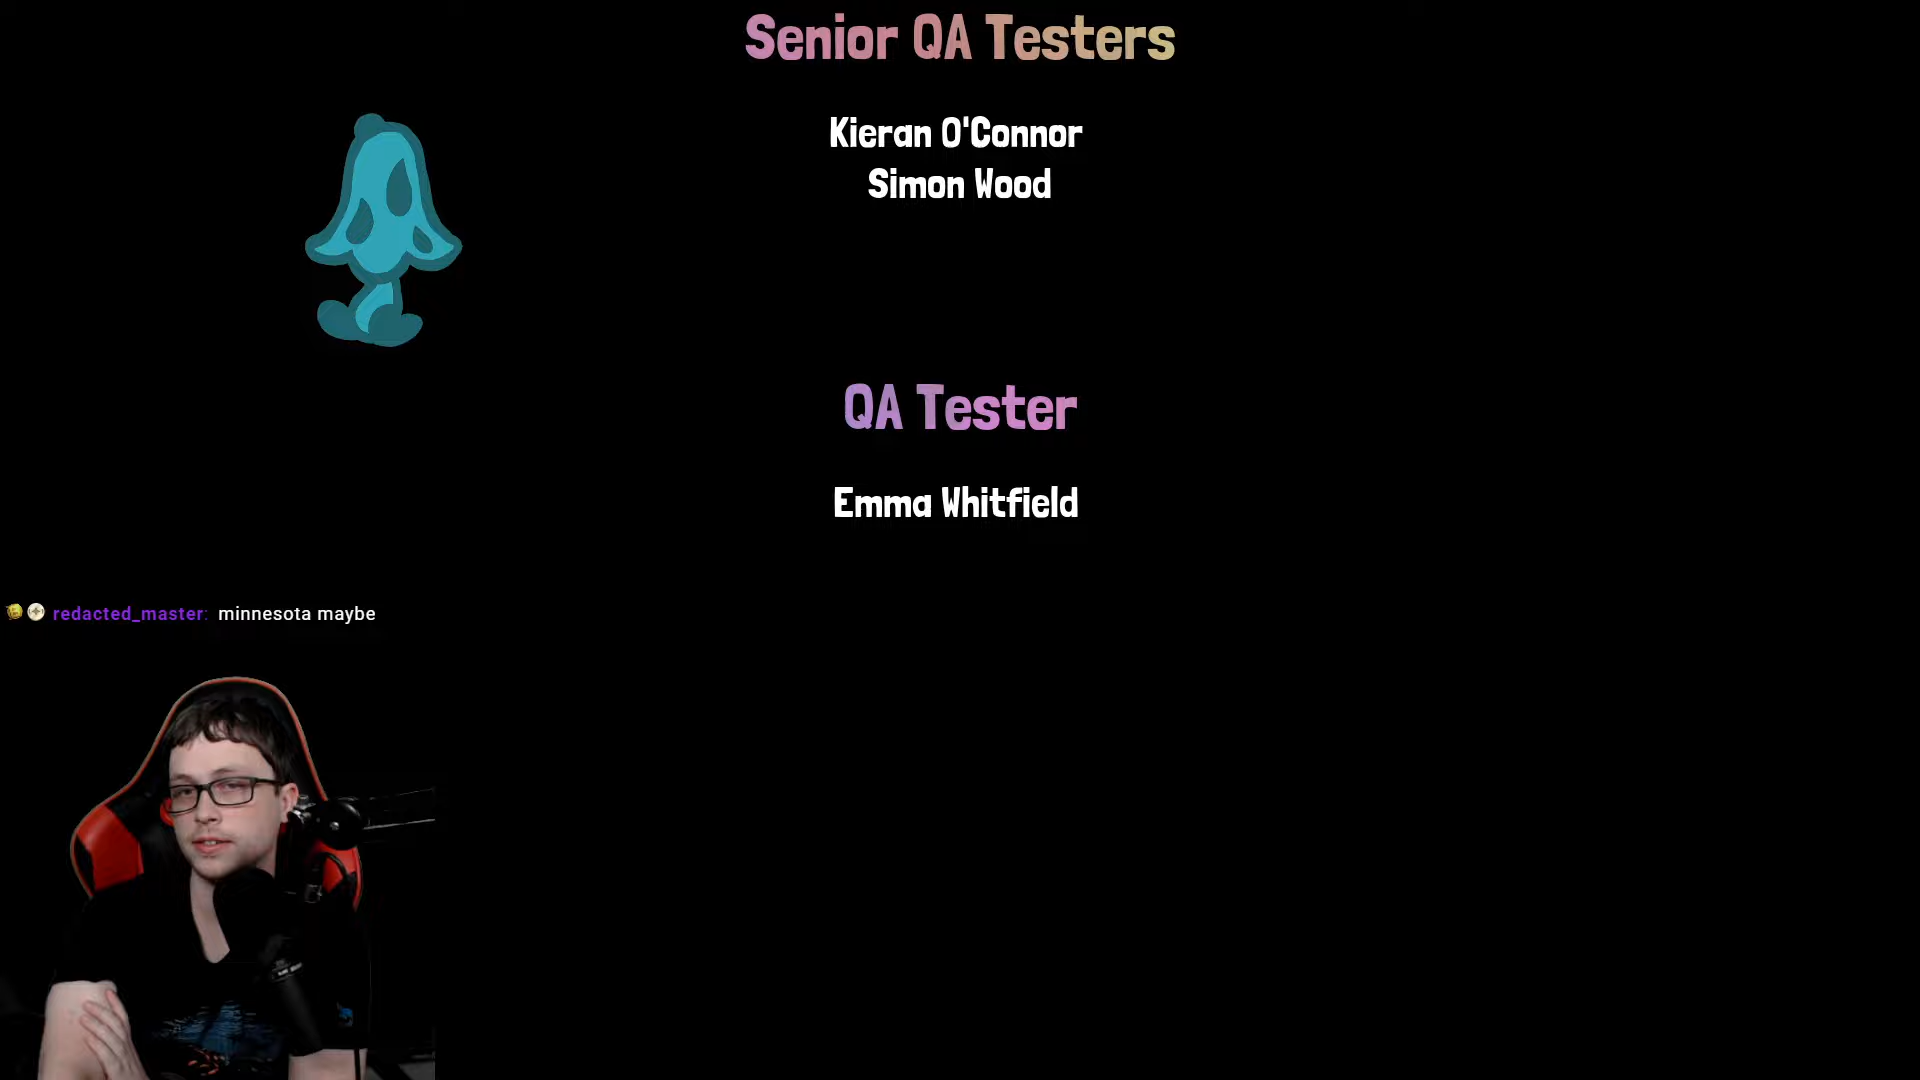 Senior QA Testers
Kieran O'Connor
Simon Wood
QA Tester
Emma Whitfield
redacted_master: minnesota maybe